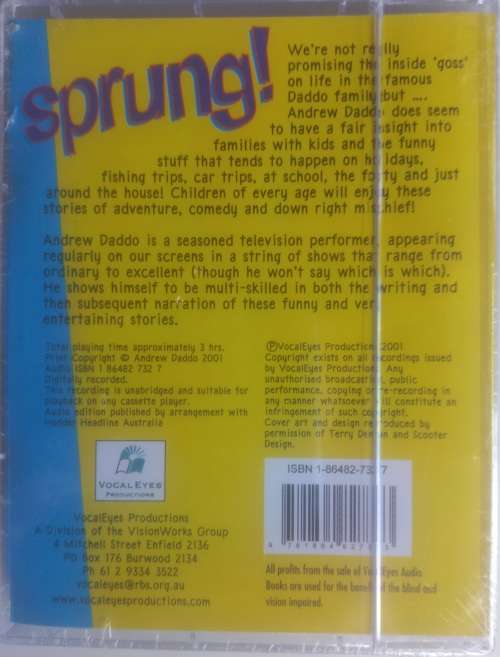 sprung!
We're not really
promising the inside 'goss'
on life in the famous
Daddo family but ....
Andrew Daddo does seem
to have a fair insight into
families with kids and the funny
stuff that tends to happen on holidays,
fishing trips, car trips, at school, the footy and just
around the house! Children of every age will enjoy these
stories of adventure, comedy and down right mischief!
Andrew Daddo is a seasoned television performer, appearing
regularly on our screens in a string of shows that range from
ordinary to excellent (though he won't say which is which).
He shows himself to be multi-skilled in both the writing and
then subsequent narration of these funny and very
entertaining stories.
Total playing time approximately 3 hrs.
Print Copyright © Andrew Daddo 2001
Audio ISBN 1 86482 732 7
Digitally recorded.
This recording is unabridged and suitable for
playback on any cassette player.
Audio edition published by arrangement with
Hodder Headline Australia
ⓅVocalEyes Productions 2001
Copyright exists on all recordings issued
by VocalEyes Productions. Any
unauthorised broadcasting, public
performance, copying or re-recording in
any manner whatsoever will constitute an
infringement of such copyright.
Cover art and design reproduced by
permission of Terry Denton and Scooter
Design.
VOCALEYES
PRODUCTIONS
VocalEyes Productions
A Division of the VisionWorks Group
4 Mitchell Street Enfield 2136
PO Box 176 Burwood 2134
Ph 61 2 9334 3522
vocaleyes@rbs.org.au
www.vocaleyesproductions.com
ISBN 1-86482-732-7
All profits from the sale of VocalEyes Audio
Books are used for the benefit of the blind and
vision impaired.